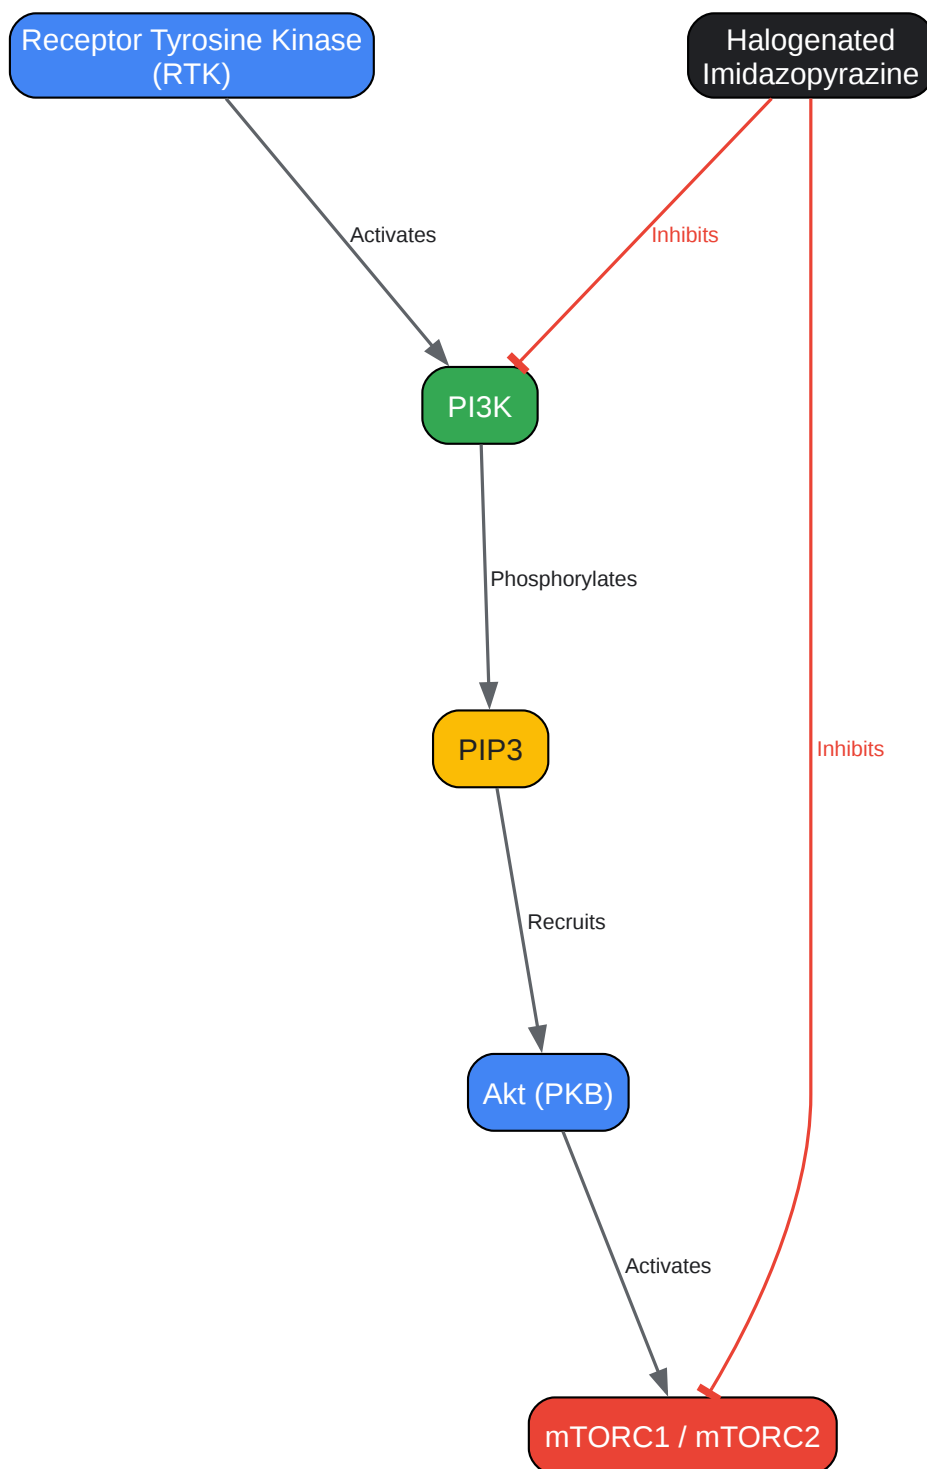 Receptor Tyrosine Kinase
(RTK)
Halogenated
Imidazopyrazine
Activates
Inhibits
PI3K
Phosphorylates
PIP3
Inhibits
Recruits
Akt (PKB)
Activates
mTORC1 / mTORC2